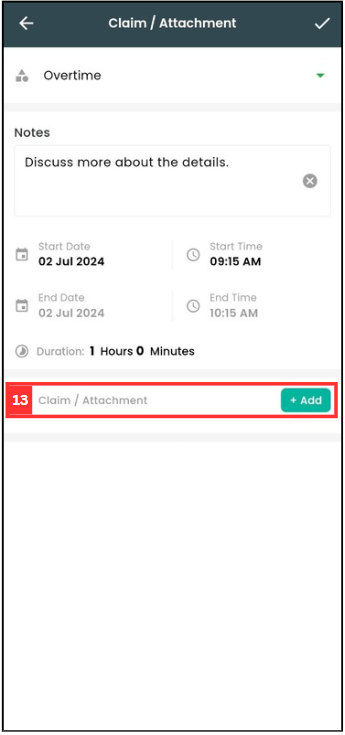 Claim / Attachment
Overtime
Notes
Discuss more about the details.
Start Date
02 Jul 2024
Start Time
09:15 AM
End Date
02 Jul 2024
End Time
10:15 AM
Duration: 1 Hours 0 Minutes
13 Claim / Attachment + Add